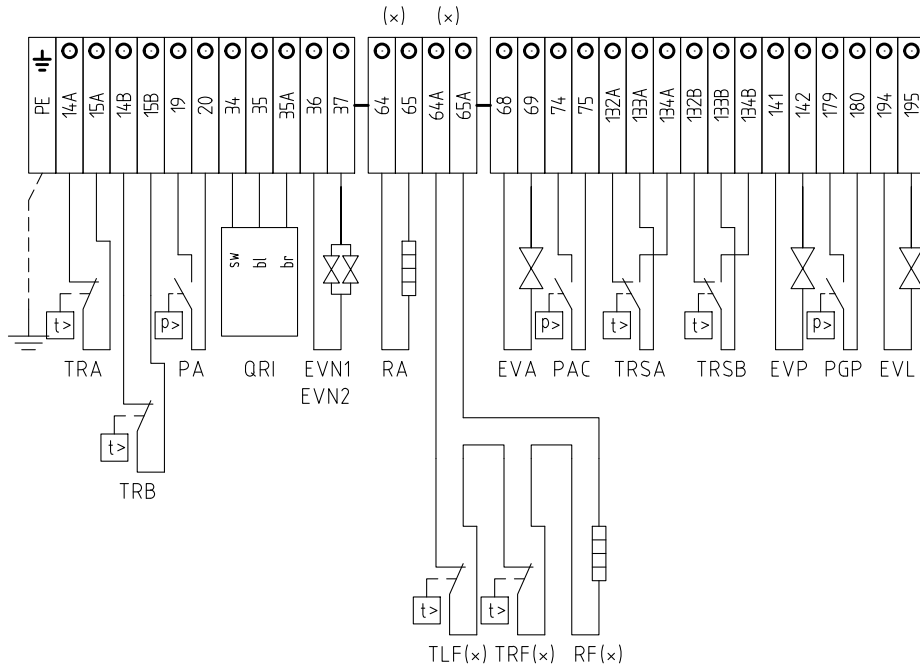 (×) (×)
PE 14A 15A 14B 15B 19 20 34 35 35A 36 37 64 65 64A 65A 68 69 74 75 132A 133A 134A 132B 133B 134B 141 142 179 180 194 195
sw bl br
t> p> p> t> t> p>
TRA PA QRI EVN1 RA EVA PAC TRSA TRSB EVP PGP EVL
EVN2
t>
TRB
t> t>
TLF(×) TRF(×) RF(×)